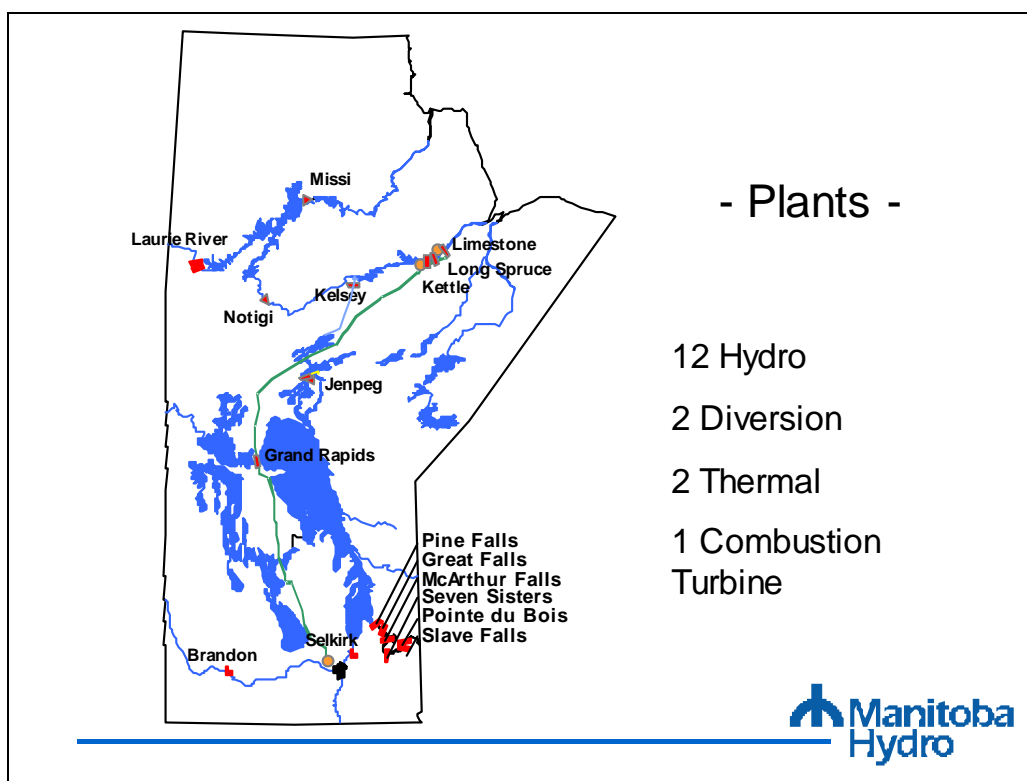 Missi
- Plants -
Laurie River
Limestone
Long Spruce
Kettle
Kelsey
Notigi
12 Hydro
Jenpeg
2 Diversion
Grand Rapids
2 Thermal
1 Combustion
Turbine
Pine Falls
Great Falls
McArthur Falls
Seven Sisters
Pointe du Bois
Slave Falls
Selkirk
Brandon
Manitoba
Hydro